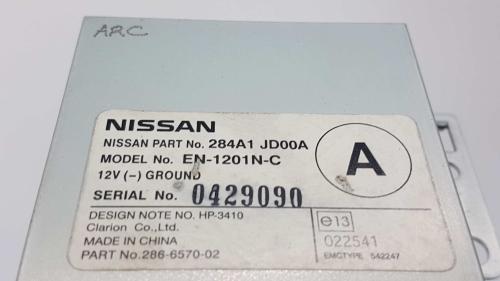 ARC
NISSAN
NISSAN PART No. 284A1 JD00A
MODEL No. EN-1201N-C
12V (-) GROUND
SERIAL No. 0429090
A
DESIGN NOTE NO. HP-3410
Clarion Co.,Ltd.
MADE IN CHINA
PART No.286-6570-02
e13
022541
EMCTYPE 542247